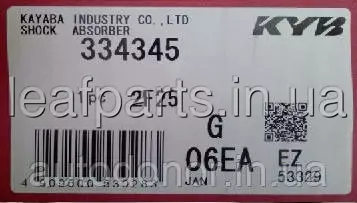 KAYABA INDUSTRY CO.,LTD
SHOCK ABSORBER
KYB
334345
leafparts.in.ua
1pc 2F25
G
06EA EZ
JAN 53329
autodonor.in.ua